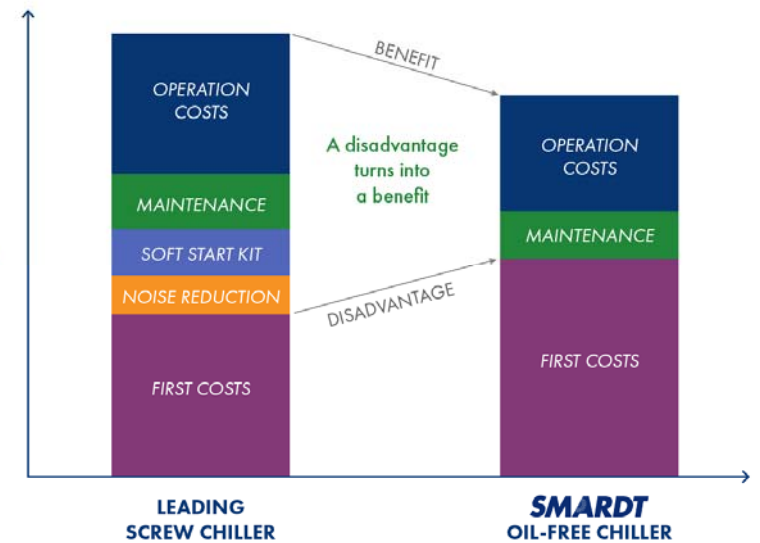 BENEFIT
OPERATION
COSTS
A disadvantage
turns into
a benefit
OPERATION
COSTS
MAINTENANCE
MAINTENANCE
SOFT START KIT
NOISE REDUCTION
DISADVANTAGE
FIRST COSTS
FIRST COSTS
LEADING
SCREW CHILLER
SMARDT
OIL-FREE CHILLER